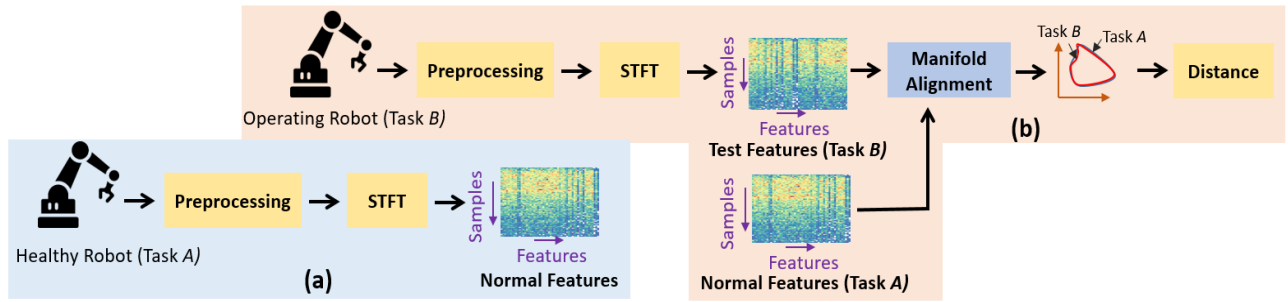 Operating Robot (Task B)
Preprocessing
STFT
Samples
Features
Test Features (Task B)
Manifold
Alignment
Task B
Task A
Distance
(b)
Healthy Robot (Task A)
Preprocessing
STFT
Samples
Features
Normal Features
(a)
Samples
Features
Normal Features (Task A)